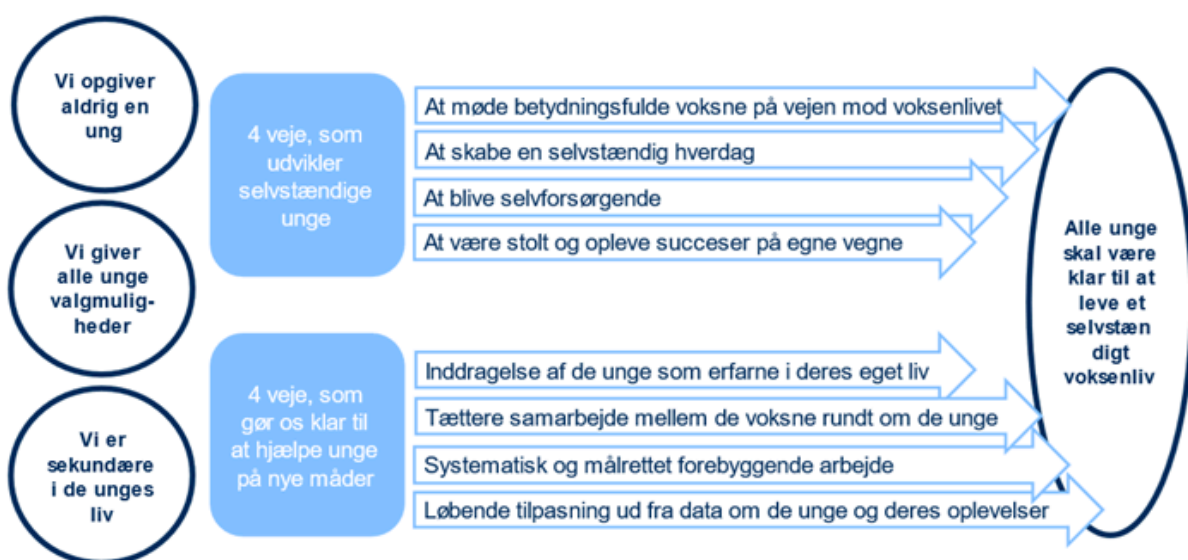 Vi opgiver
aldrig en
ung
Vi giver
alle unge
valgmulig-
heder
Vi er
sekundære
i de unges
liv
4 veje, som
udvikler
selvstændige
unge
At møde betydningsfulde voksne på vejen mod voksenlivet
At skabe en selvstændig hverdag
At blive selvforsørgende
At være stolt og opleve succeser på egne vegne
4 veje, som
gør os klar til
at hjælpe unge
på nye måder
Inddragelse af de unge som erfarne i deres eget liv
Tættere samarbejde mellem de voksne rundt om de unge
Systematisk og målrettet forebyggende arbejde
Løbende tilpasning ud fra data om de unge og deres oplevelser
Alle unge
skal være
klar til at
leve et
selvstæn
digt
voksenliv